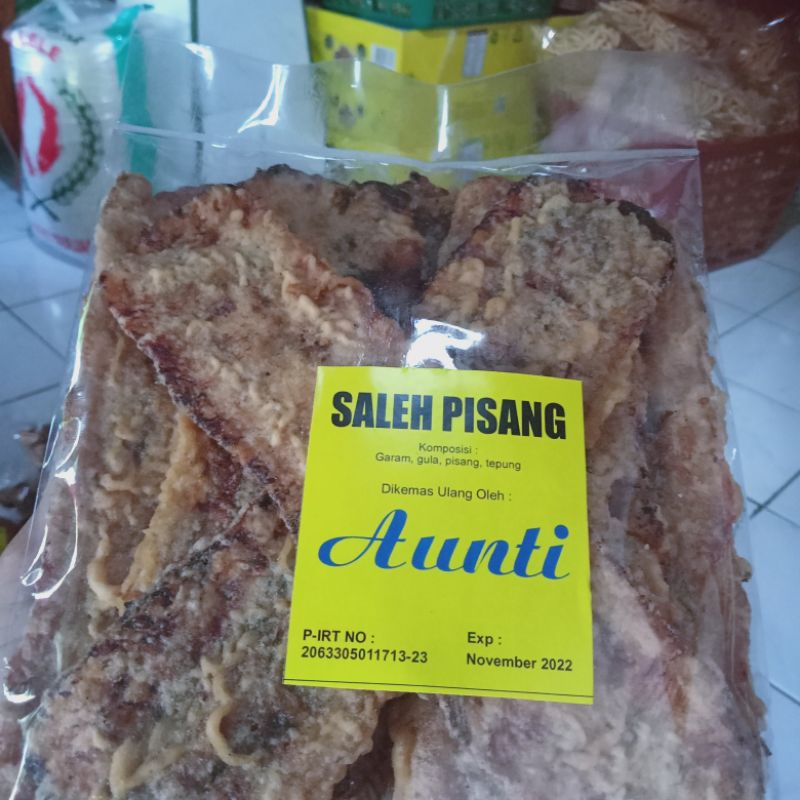 SALEH PISANG
Komposisi :
Garam, gula, pisang, tepung
Dikemas Ulang Oleh :
Aunti
P-IRT NO :
2063305011713-23
Exp :
November 2022